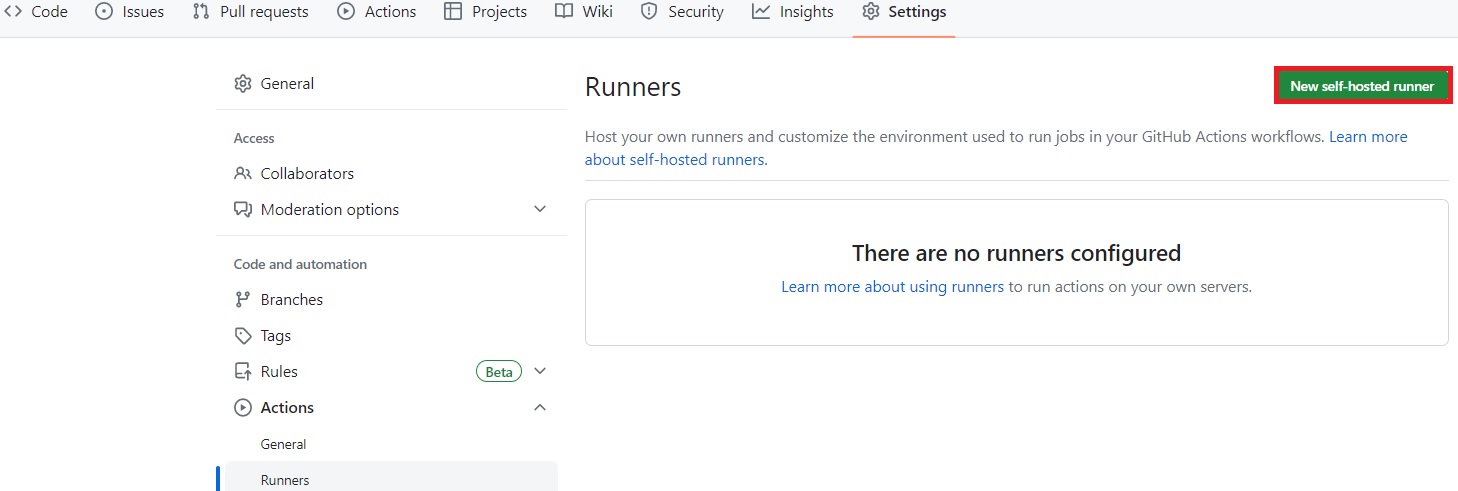 Code Issues Pull requests Actions Projects Wiki Security Insights Settings
General
Access
Collaborators
Moderation options
Code and automation
Branches
Tags
Rules Beta
Actions
General
Runners
Runners New self-hosted runner
Host your own runners and customize the environment used to run jobs in your GitHub Actions workflows. Learn more
about self-hosted runners.
There are no runners configured
Learn more about using runners to run actions on your own servers.